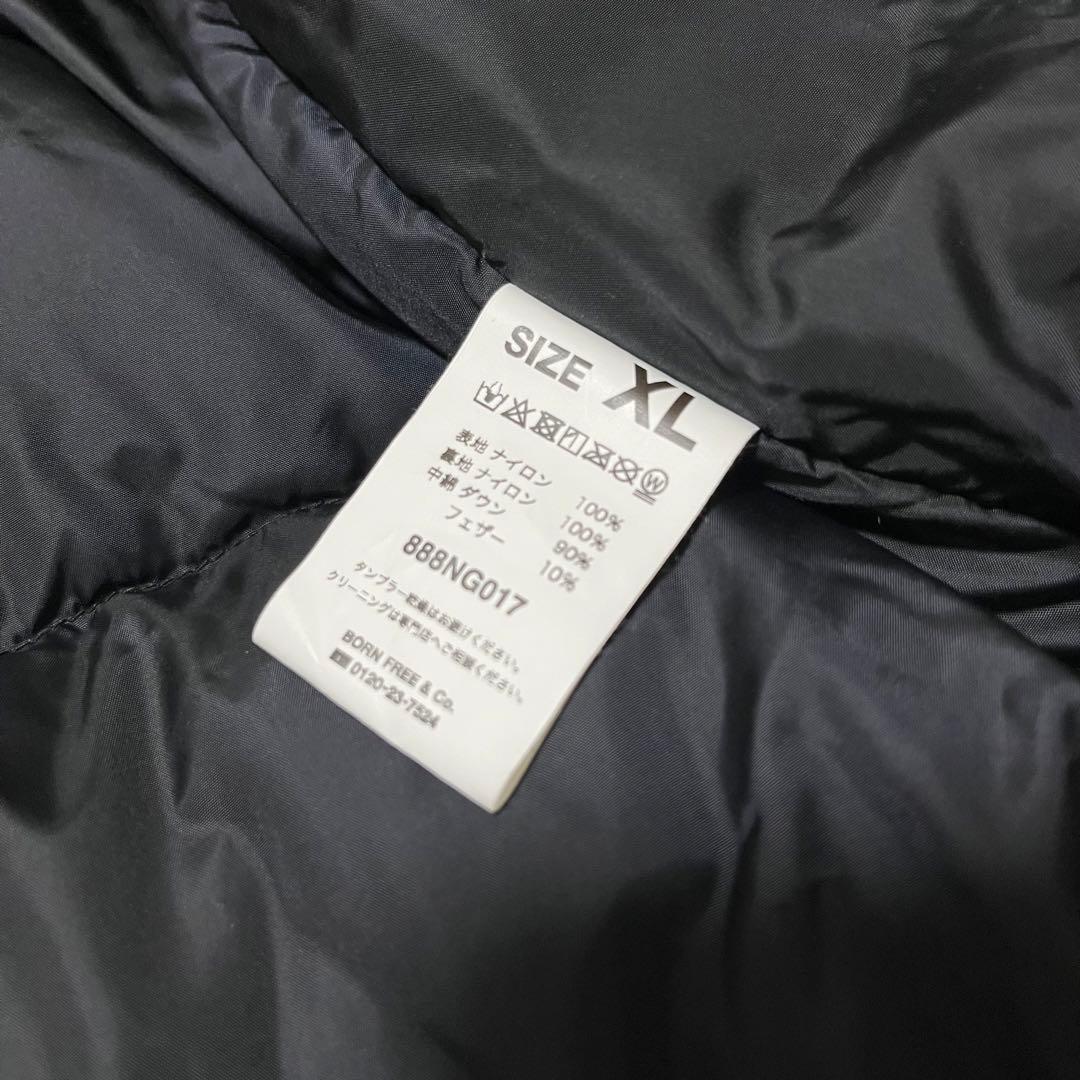 SIZE XL
表地 ナイロン 100%
裏地 ナイロン 100%
中綿 ダウン 90%
フェザー 10%
888NG017
タンブラー乾燥はお避けください。
クリーニングは専門店へご相談ください。
BORN FREE & Co.
電話 0120-23-7524